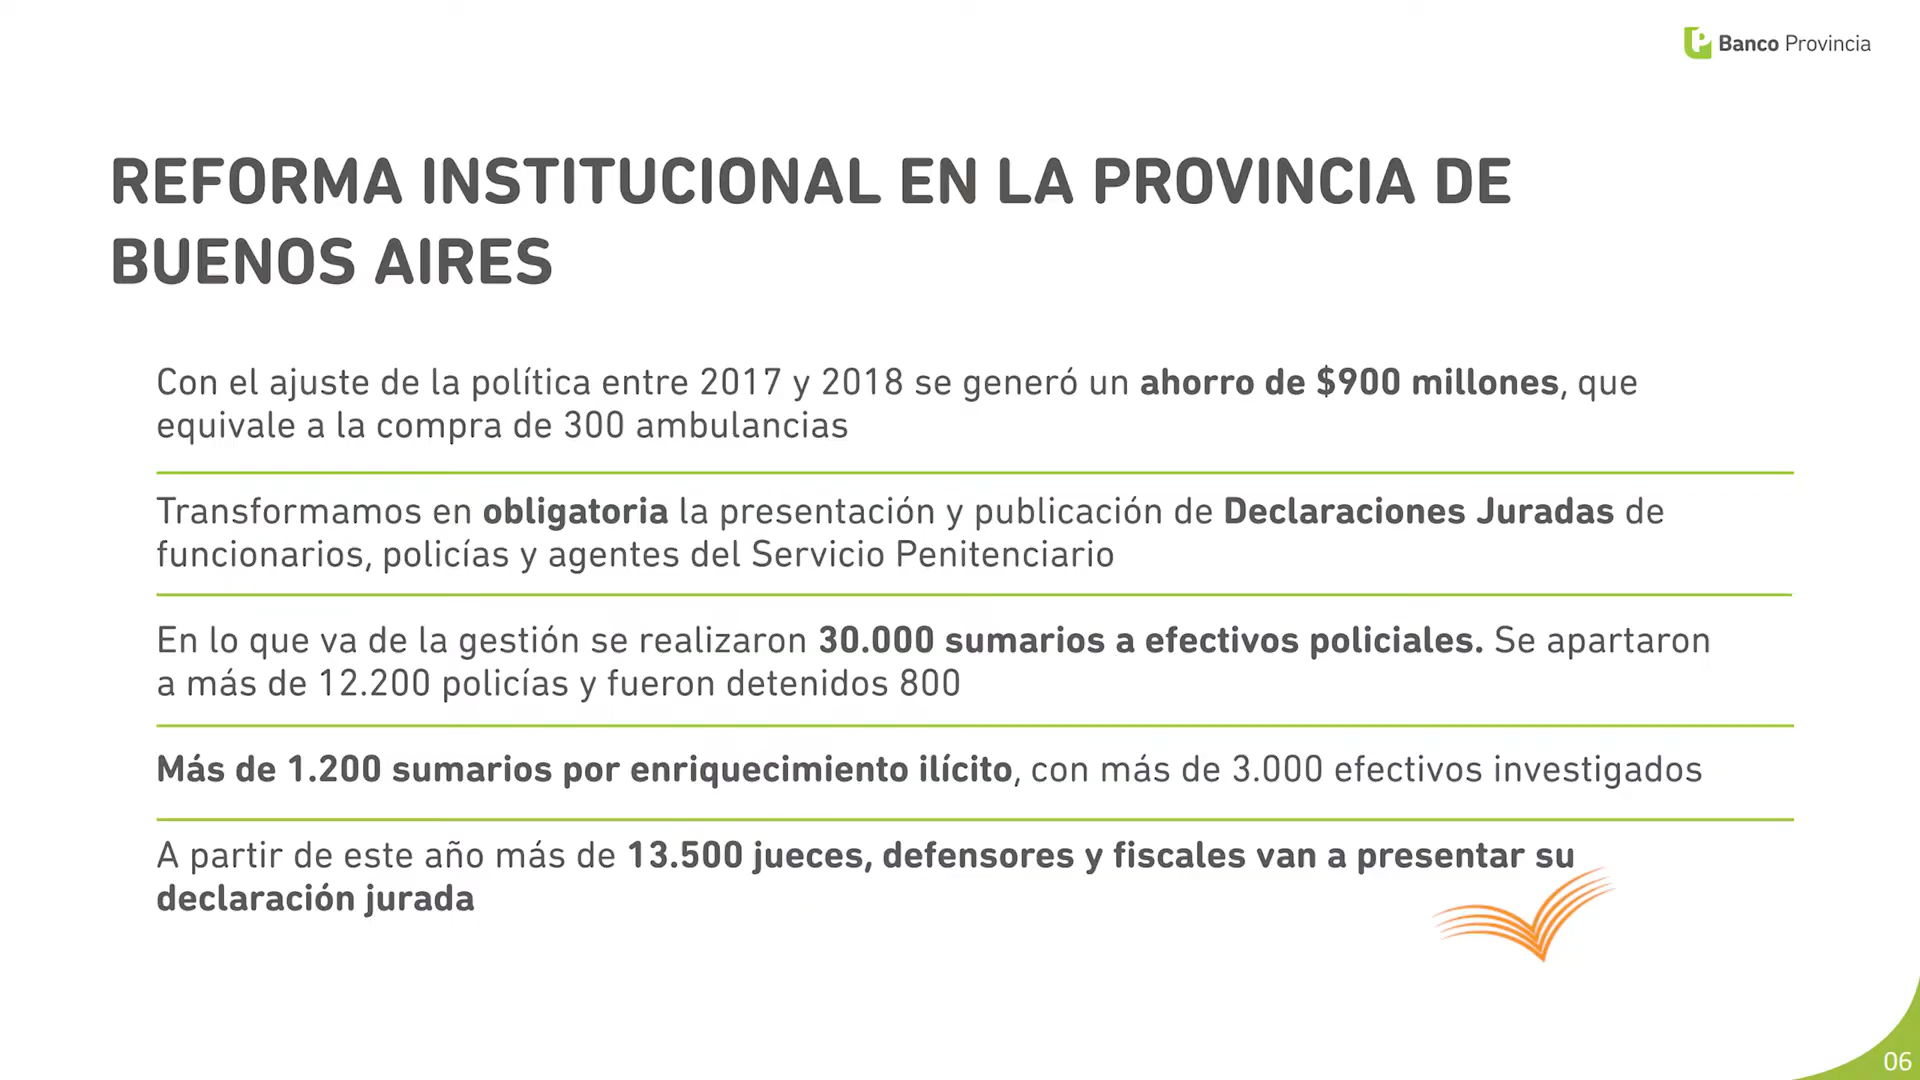 Banco Provincia
REFORMA INSTITUCIONAL EN LA PROVINCIA DE
BUENOS AIRES
Con el ajuste de la política entre 2017 y 2018 se generó un ahorro de $900 millones, que
equivale a la compra de 300 ambulancias
Transformamos en obligatoria la presentación y publicación de Declaraciones Juradas de
funcionarios, policías y agentes del Servicio Penitenciario
En lo que va de la gestión se realizaron 30.000 sumarios a efectivos policiales. Se apartaron
a más de 12.200 policías y fueron detenidos 800
Más de 1.200 sumarios por enriquecimiento ilícito, con más de 3.000 efectivos investigados
A partir de este año más de 13.500 jueces, defensores y fiscales van a presentar su
declaración jurada
06